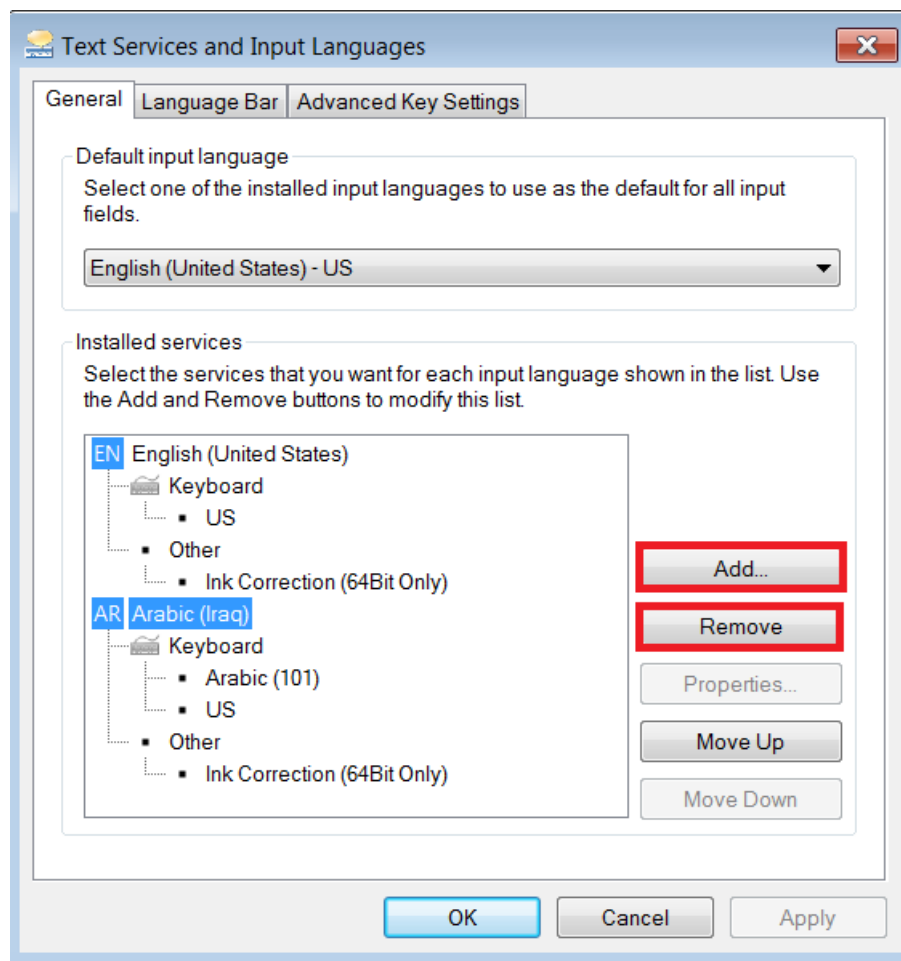 Text Services and Input Languages
General
Language Bar
Advanced Key Settings
Default input language
Select one of the installed input languages to use as the default for all input
fields.
English (United States) - US
Installed services
Select the services that you want for each input language shown in the list. Use
the Add and Remove buttons to modify this list.
EN English (United States)
Keyboard
US
Other
Ink Correction (64Bit Only)
AR Arabic (Iraq)
Keyboard
Arabic (101)
US
Other
Ink Correction (64Bit Only)
Add...
Remove
Properties...
Move Up
Move Down
OK
Cancel
Apply